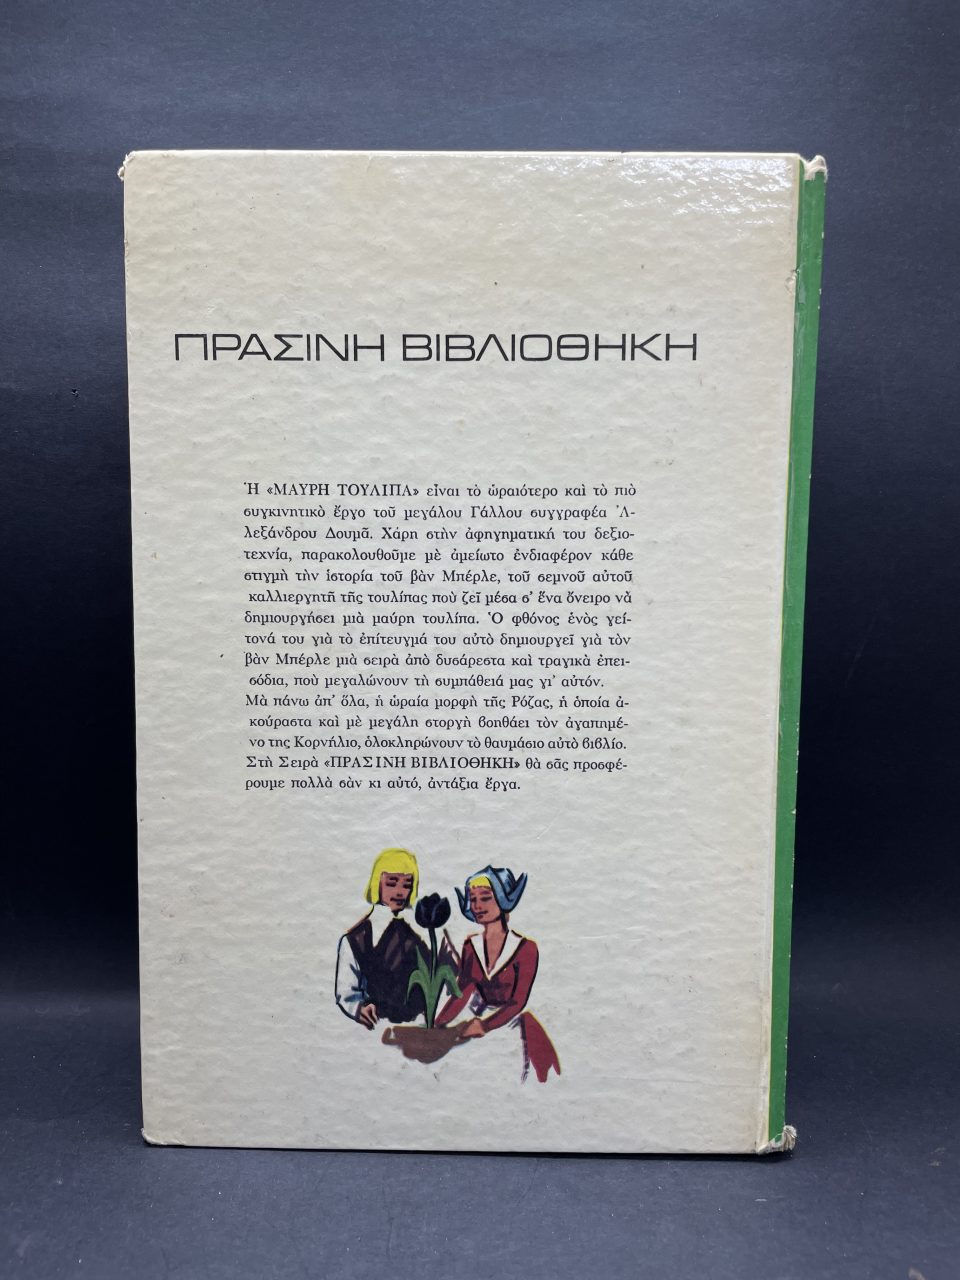 ΠΡΑΣΙΝΗ ΒΙΒΛΙΟΘΗΚΗ
Ἡ «ΜΑΥΡΗ ΤΟΥΛΙΠΑ» εἶναι τὸ ὡραιότερο καὶ τὸ πιὸ
συγκινητικὸ ἔργο τοῦ μεγάλου Γάλλου συγγραφέα Ἀ-
λεξάνδρου Δουμᾶ. Χάρη στὴν ἀφηγηματική του δεξιο-
τεχνία, παρακολουθοῦμε μὲ ἀμείωτο ἐνδιαφέρον κάθε
στιγμὴ τὴν ἱστορία τοῦ βὰν Μπέρλε, τοῦ σεμνοῦ αὐτοῦ
καλλιεργητῆ τῆς τουλίπας ποὺ ζεῖ μέσα σ' ἕνα ὄνειρο νὰ
δημιουργήσει μιὰ μαύρη τουλίπα. Ὁ φθόνος ἑνὸς γεί-
τονά του γιὰ τὸ ἐπίτευγμά του αὐτὸ δημιουργεῖ γιὰ τὸν
βὰν Μπέρλε μιὰ σειρὰ ἀπὸ δυσάρεστα καὶ τραγικὰ ἐπει-
σόδια, ποὺ μεγαλώνουν τὴ συμπάθειά μας γι' αὐτόν.
Μὰ πάνω ἀπ' ὅλα, ἡ ὡραία μορφὴ τῆς Ρόζας, ἡ ὁποία ἀ-
κούραστα καὶ μὲ μεγάλη στοργὴ βοηθάει τὸν ἀγαπημέ-
νο της Κορνήλιο, ὁλοκληρώνουν τὸ θαυμάσιο αὐτὸ βιβλίο.
Στὴ Σειρὰ «ΠΡΑΣΙΝΗ ΒΙΒΛΙΟΘΗΚΗ» θὰ σᾶς προσφέ-
ρουμε πολλὰ σὰν κι αὐτό, ἀντάξια ἔργα.